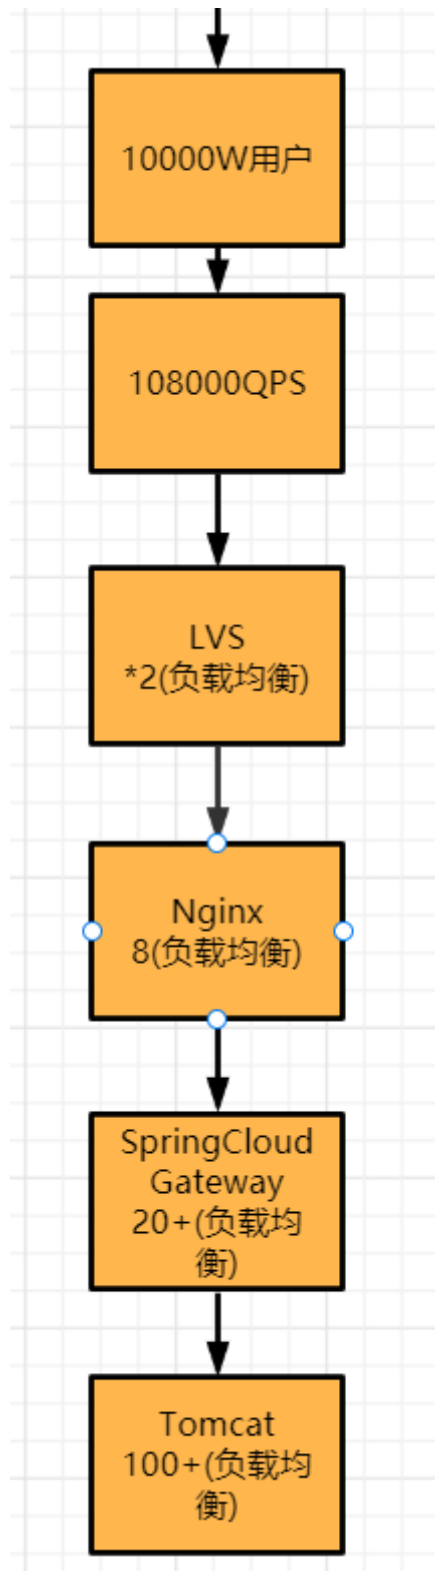 10000W用户
108000QPS
LVS
*2(负载均衡)
Nginx
8(负载均衡)
SpringCloud
Gateway
20+(负载均
衡)
Tomcat
100+(负载均
衡)